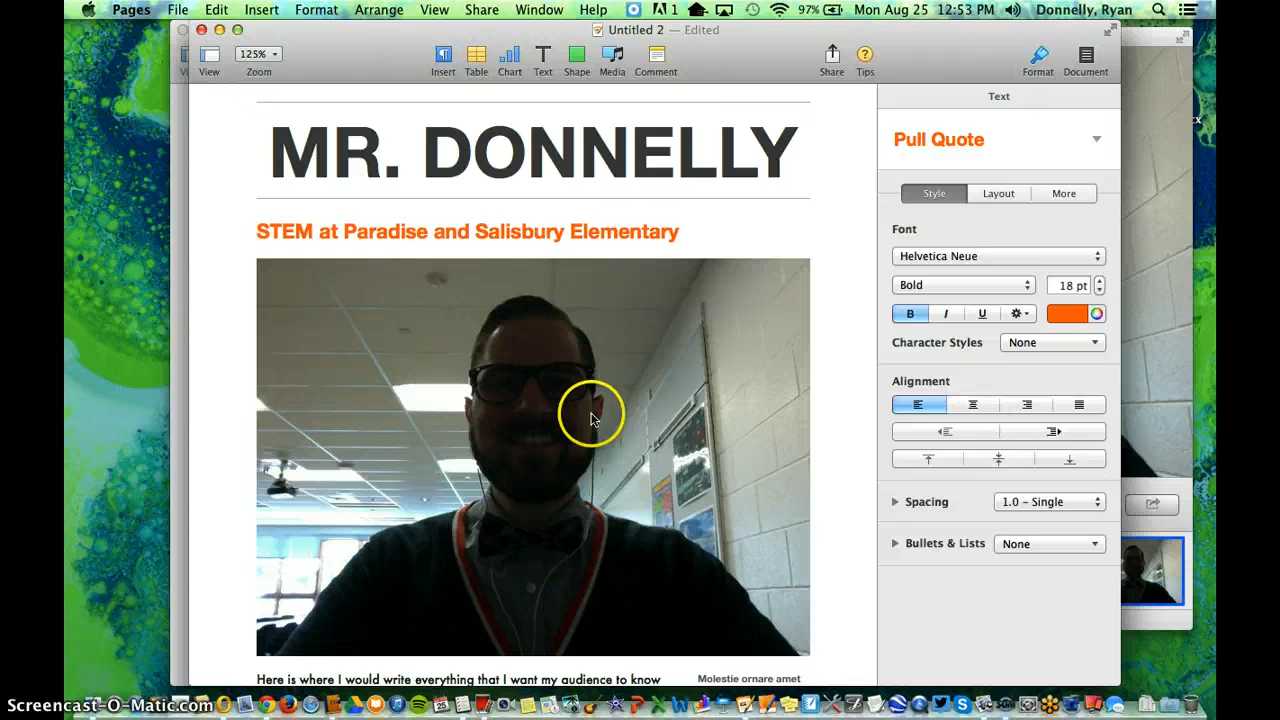 Pages File Edit Insert Format Arrange View Share Window Help 1 97% Mon Aug 25 12:53 PM Donnelly, Ryan
Untitled 2 — Edited
125%
View Zoom Insert Table Chart Text Shape Media Comment Share Tips Format Document
Text
MR. DONNELLY
Pull Quote
Style Layout More
STEM at Paradise and Salisbury Elementary
Font
Helvetica Neue
Bold 18 pt
B I U
Character Styles None
Alignment
Spacing 1.0 – Single
Bullets & Lists None
Here is where I would write everything that I want my audience to know
Molestie ornare amet
Screencast-O-Matic.com